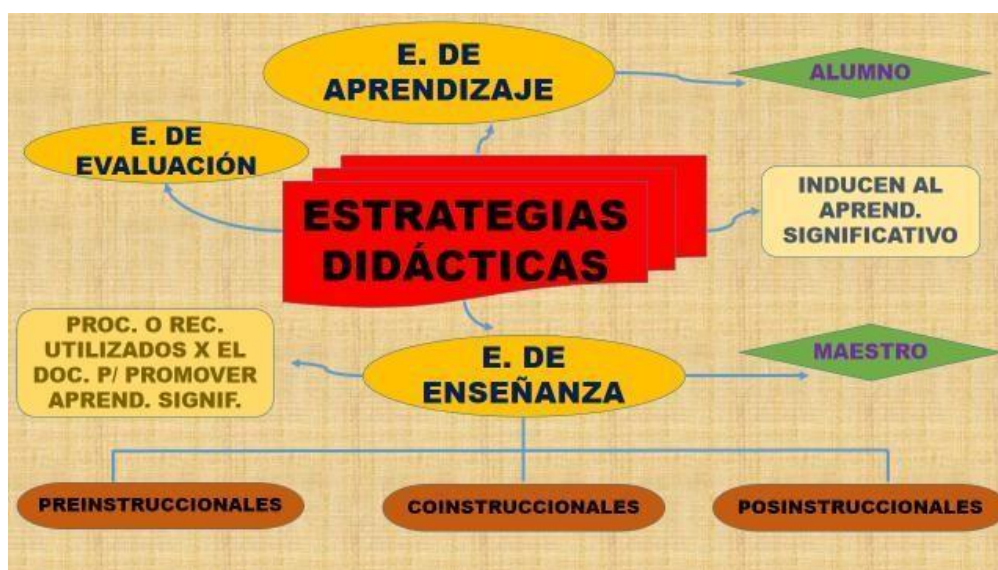 E. DE
APRENDIZAJE
ALUMNO
E. DE
EVALUACIÓN
ESTRATEGIAS
DIDÁCTICAS
INDUCEN AL
APREND.
SIGNIFICATIVO
PROC. O REC.
UTILIZADOS X EL
DOC. P/ PROMOVER
APREND. SIGNIF.
E. DE
ENSEÑANZA
MAESTRO
PREINSTRUCCIONALES
COINSTRUCCIONALES
POSINSTRUCCIONALES